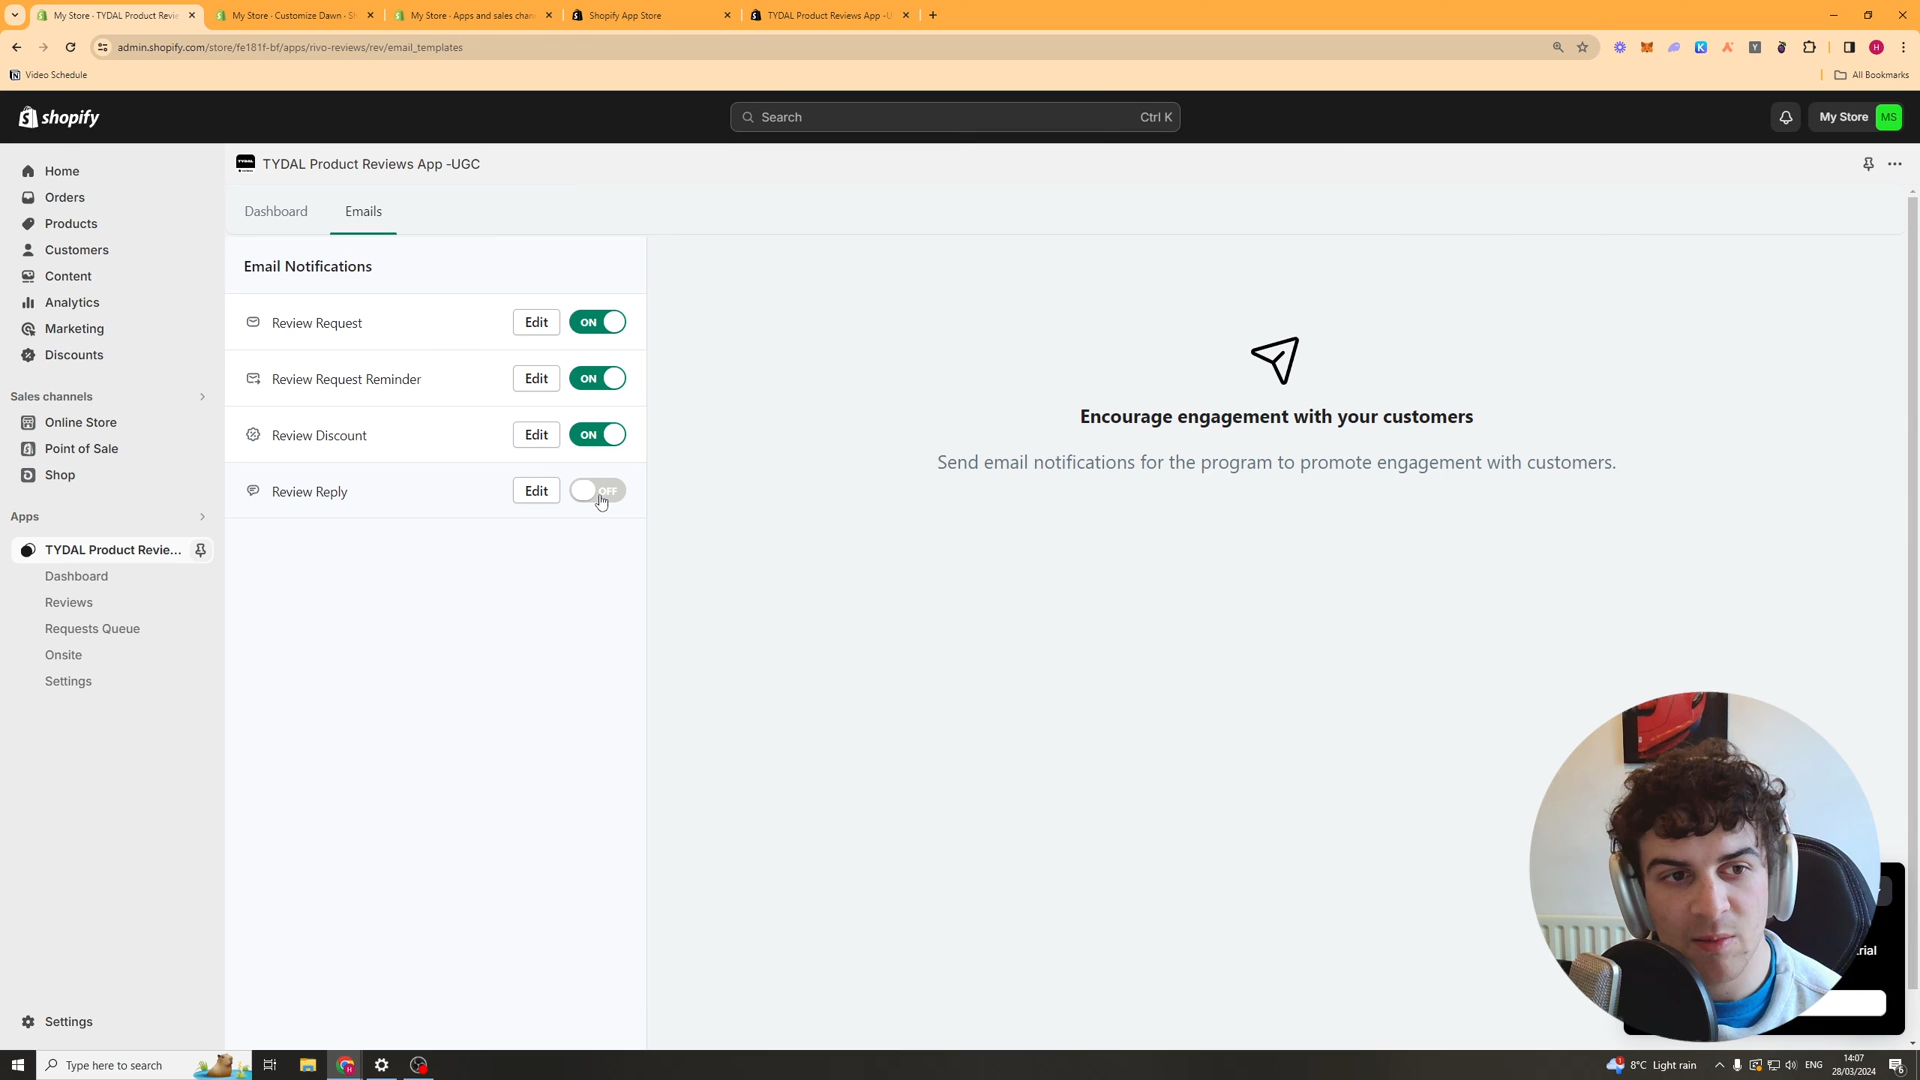 My Store - TYDAL Product Revie
My Store - Customize Dawn - S
My Store - Apps and sales chan
Shopify App Store
TYDAL Product Reviews App -U
admin.shopify.com/store/fe181f-bf/apps/rivo-reviews/rev/email_templates
Video Schedule
All Bookmarks
shopify
Search
Ctrl K
My Store
MS
Home
Orders
Products
Customers
Content
Analytics
Marketing
Discounts
Sales channels
Online Store
Point of Sale
Shop
Apps
TYDAL Product Revie...
Dashboard
Reviews
Requests Queue
Onsite
Settings
Settings
TYDAL Product Reviews App -UGC
Dashboard
Emails
Email Notifications
Review Request
Edit
ON
Review Request Reminder
Edit
ON
Review Discount
Edit
ON
Review Reply
Edit
OFF
Encourage engagement with your customers
Send email notifications for the program to promote engagement with customers.
Type here to search
8°C Light rain
ENG
14:07
28/03/2024